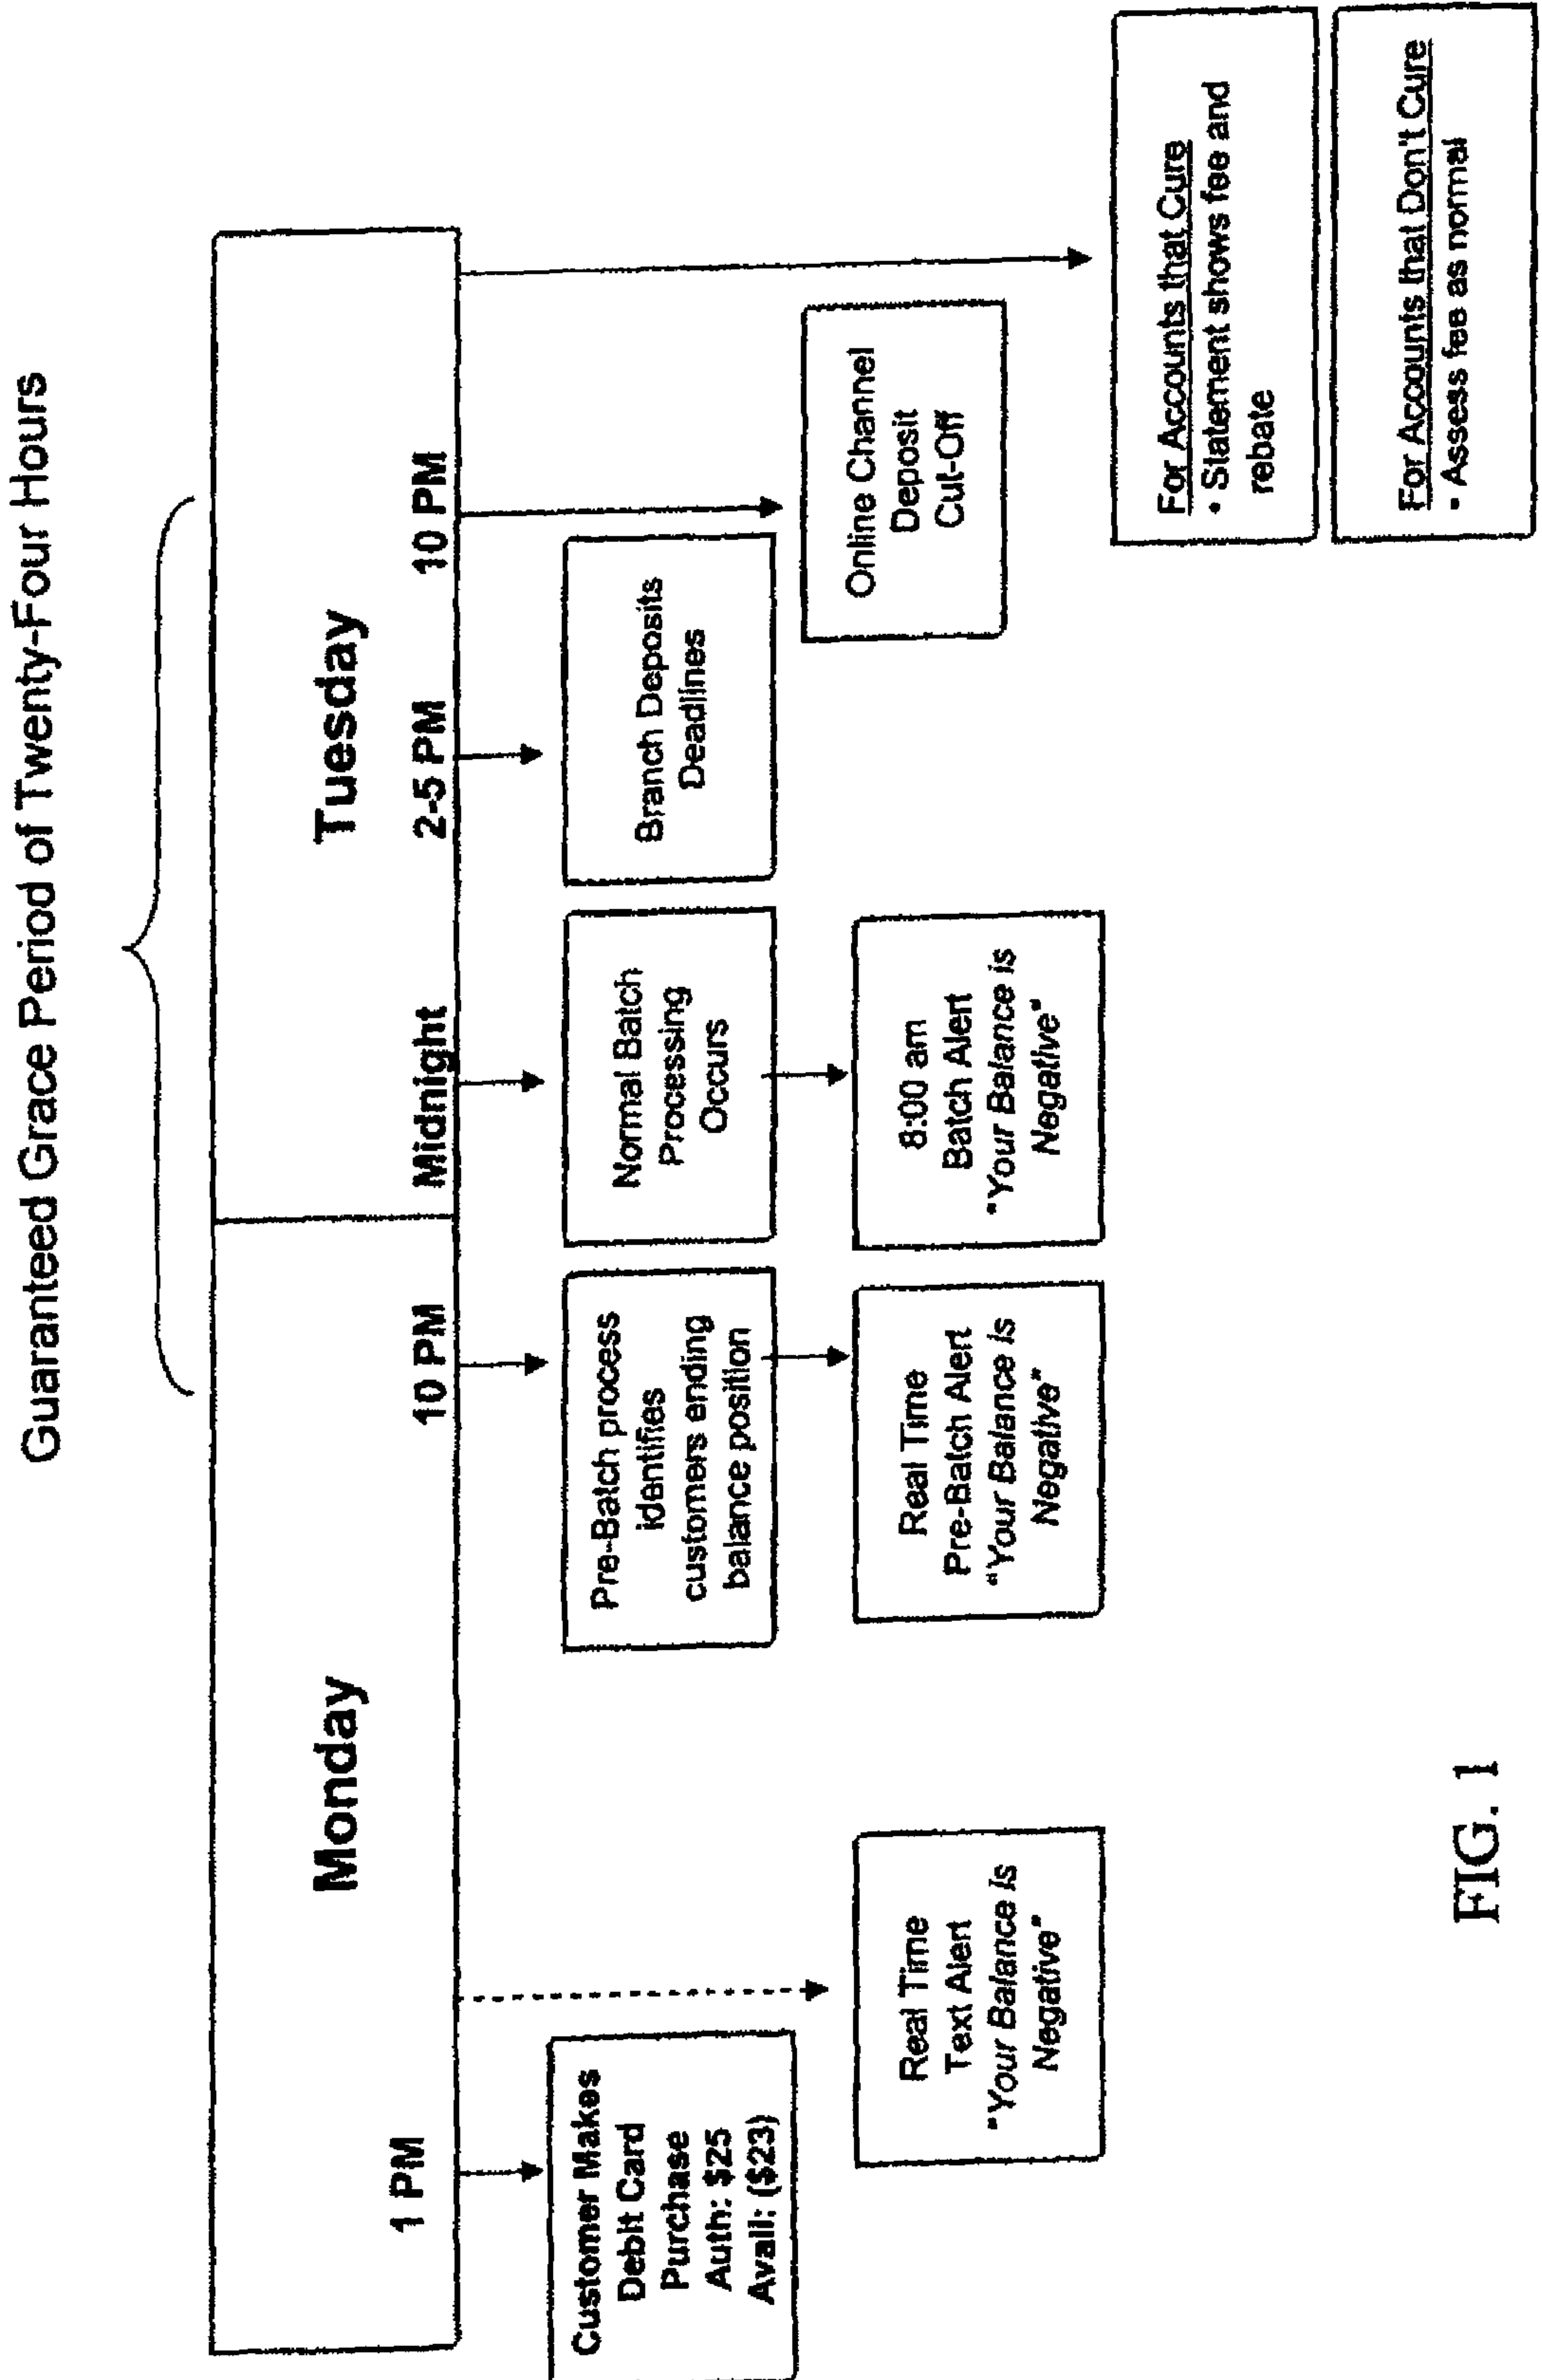 Guaranteed Grace Period of Twenty-Four Hours
Monday
Tuesday
1 PM
10 PM
Midnight
2-5 PM
10 PM
Customer Makes
Debit Card
Purchase
Auth: $25
Avail: ($23)
Real Time
Text Alert
"Your Balance is
Negative"
Pre-Batch process
identifies
customers ending
balance position
Real Time
Pre-Batch Alert
"Your Balance is
Negative"
Normal Batch
Processing
Occurs
8:00 am
Batch Alert
"Your Balance is
Negative"
Branch Deposits
Deadlines
Online Channel
Deposit
Cut-Off
For Accounts that Cure
• Statement shows fee and
rebate
For Accounts that Don't Cure
• Assess fee as normal
FIG. 1